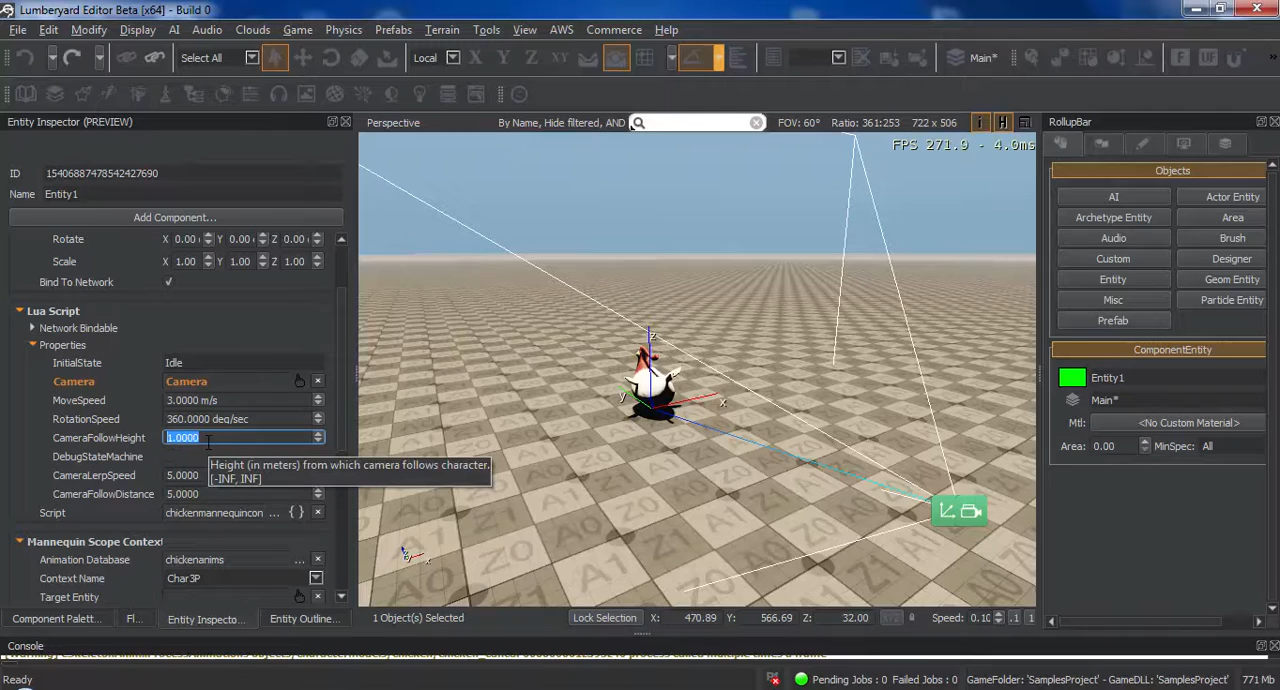 Lumberyard Editor Beta [x64] - Build 0
File Edit Modify Display AI Audio Clouds Game Physics Prefabs Terrain Tools View AWS Commerce Help
Select All Local X Y Z XY Main*
Entity Inspector (PREVIEW)
ID 15406887478542427690
Name Entity1
Add Component...
Rotate X 0.00 Y 0.00 Z 0.00
Scale X 1.00 Y 1.00 Z 1.00
Bind To Network
Lua Script
Network Bindable
Properties
InitialState Idle
Camera Camera
MoveSpeed 3.0000 m/s
RotationSpeed 360.0000 deg/sec
CameraFollowHeight 1.0000
DebugStateMachine
Height (in meters) from which camera follows character.
[-INF, INF]
CameraLerpSpeed 5.0000
CameraFollowDistance 5.0000
Script chickenmannequincon ... { }
Mannequin Scope Context
Animation Database chickenanims ...
Context Name Char3P
Target Entity
Component Palett... Fl... Entity Inspecto... Entity Outline...
Perspective By Name, Hide filtered, AND FOV: 60° Ratio: 361:253 722 x 506
FPS 271.9 - 4.0ms
z
y
x
1 Object(s) Selected Lock Selection X: 470.89 Y: 566.69 Z: 32.00 Speed: 0.10 .1 1
RollupBar
Objects
AI Actor Entity
Archetype Entity Area
Audio Brush
Custom Designer
Entity Geom Entity
Misc Particle Entity
Prefab
ComponentEntity
Entity1
Main*
Mtl: <No Custom Material>
Area: 0.00 MinSpec: All
Console
Ready Pending Jobs : 0 Failed Jobs : 0 GameFolder: 'SamplesProject' - GameDLL: 'SamplesProject' 771 Mb